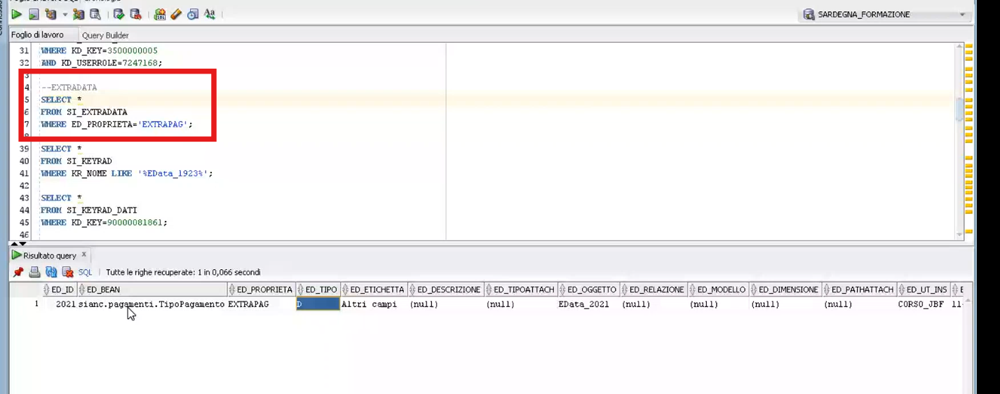 SARDEGNA_FORMAZIONE
Foglio di lavoro Query Builder
31 WHERE KD_KEY=3500000005
32 AND KD_USERROLE=7247168;
3
4 --EXTRADATA
5 SELECT *
6 FROM SI_EXTRADATA
7 WHERE ED_PROPRIETA='EXTRAPAG';
39 SELECT *
40 FROM SI_KEYRAD
41 WHERE KR_NOME LIKE '%EData_1923%';
42
43 SELECT *
44 FROM SI_KEYRAD_DATI
45 WHERE KD_KEY=90000081861;
46
Risultato query x
SQL | Tutte le righe recuperate: 1 in 0,066 secondi
ED_ID ED_BEAN ED_PROPRIETA ED_TIPO ED_ETICHETTA ED_DESCRIZIONE ED_TIPOATTACH ED_OGGETTO ED_RELAZIONE ED_MODELLO ED_DIMENSIONE ED_PATHATTACH ED_UT_INS E
1 2021 sianc.pagamenti.TipoPagamento EXTRAPAG D Altri campi (null) (null) EData_2021 (null) (null) (null) (null) CORSO_JBF 11-